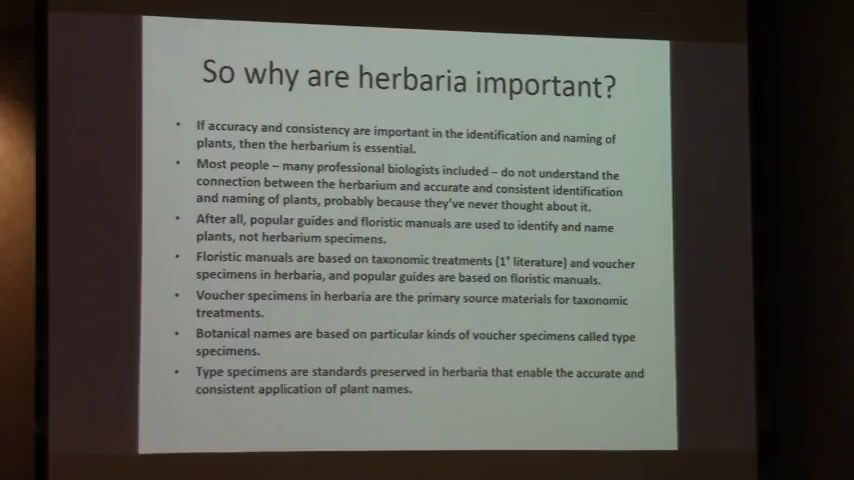 So why are herbaria important?
• If accuracy and consistency are important in the identification and naming of
plants, then the herbarium is essential.
• Most people – many professional biologists included – do not understand the
connection between the herbarium and accurate and consistent identification
and naming of plants, probably because they've never thought about it.
• After all, popular guides and floristic manuals are used to identify and name
plants, not herbarium specimens.
• Floristic manuals are based on taxonomic treatments (1° literature) and voucher
specimens in herbaria, and popular guides are based on floristic manuals.
• Voucher specimens in herbaria are the primary source materials for taxonomic
treatments.
• Botanical names are based on particular kinds of voucher specimens called type
specimens.
• Type specimens are standards preserved in herbaria that enable the accurate and
consistent application of plant names.